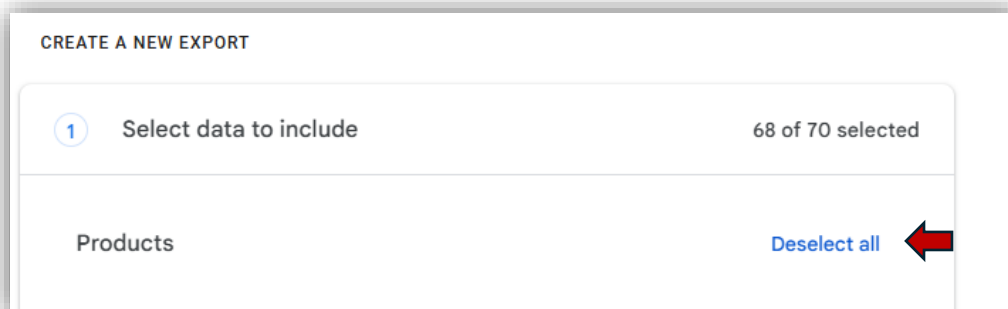 CREATE A NEW EXPORT
1 Select data to include 68 of 70 selected
Products Deselect all